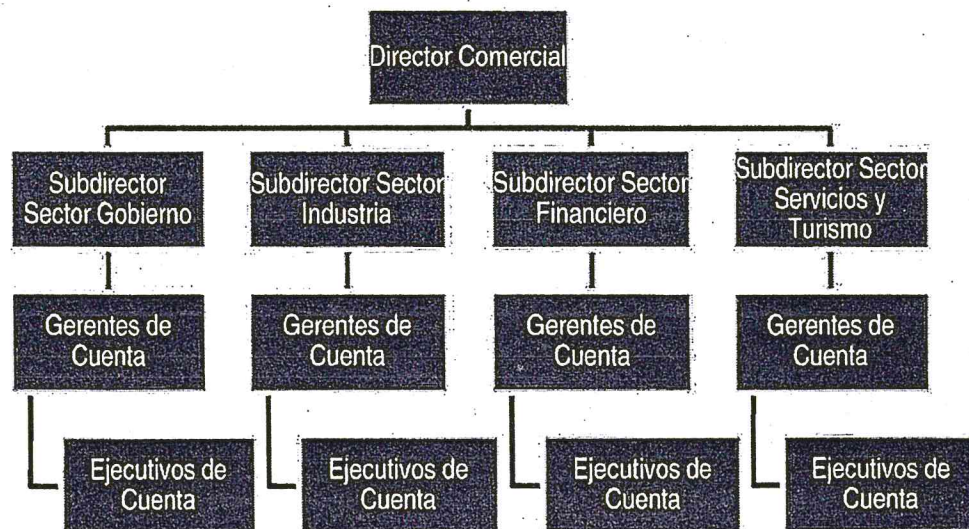 Director Comercial
Subdirector
Sector Gobierno
Subdirector Sector
Industria
Subdirector Sector
Financiero
Subdirector Sector
Servicios y
Turismo
Gerentes de
Cuenta
Gerentes de
Cuenta
Gerentes de
Cuenta
Gerentes de
Cuenta
Ejecutivos de
Cuenta
Ejecutivos de
Cuenta
Ejecutivos de
Cuenta
Ejecutivos de
Cuenta